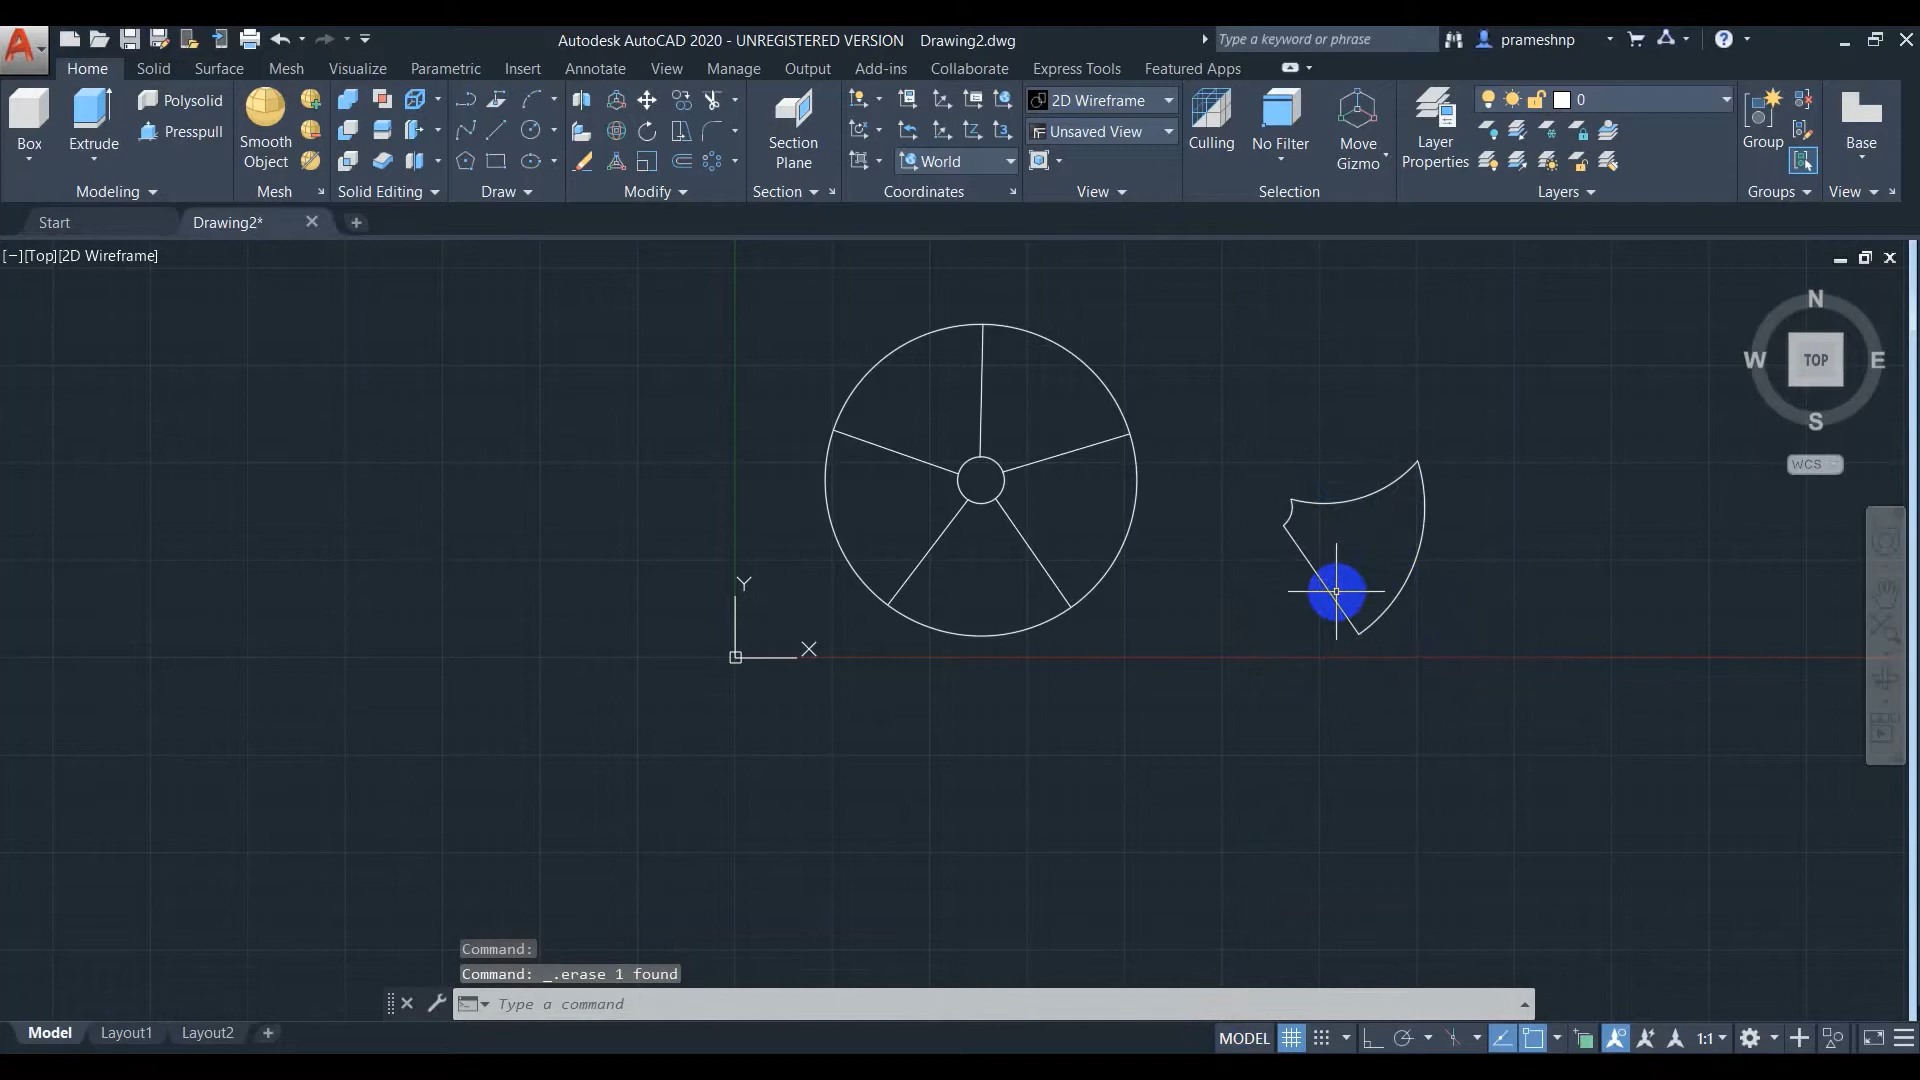 Autodesk AutoCAD 2020 - UNREGISTERED VERSION Drawing2.dwg
Type a keyword or phrase
prameshnp
Home Solid Surface Mesh Visualize Parametric Insert Annotate View Manage Output Add-ins Collaborate Express Tools Featured Apps
Box
Extrude
Polysolid
Presspull
Smooth Object
Section Plane
World
2D Wireframe
Unsaved View
Culling
No Filter
Move Gizmo
Layer Properties
0
Group
Base
Modeling Mesh Solid Editing Draw Modify Section Coordinates View Selection Layers Groups View
Start Drawing2*
[−][Top][2D Wireframe]
N
W TOP E
S
WCS
Y
X
Command:
Command: _.erase 1 found
Type a command
Model Layout1 Layout2
MODEL 1:1